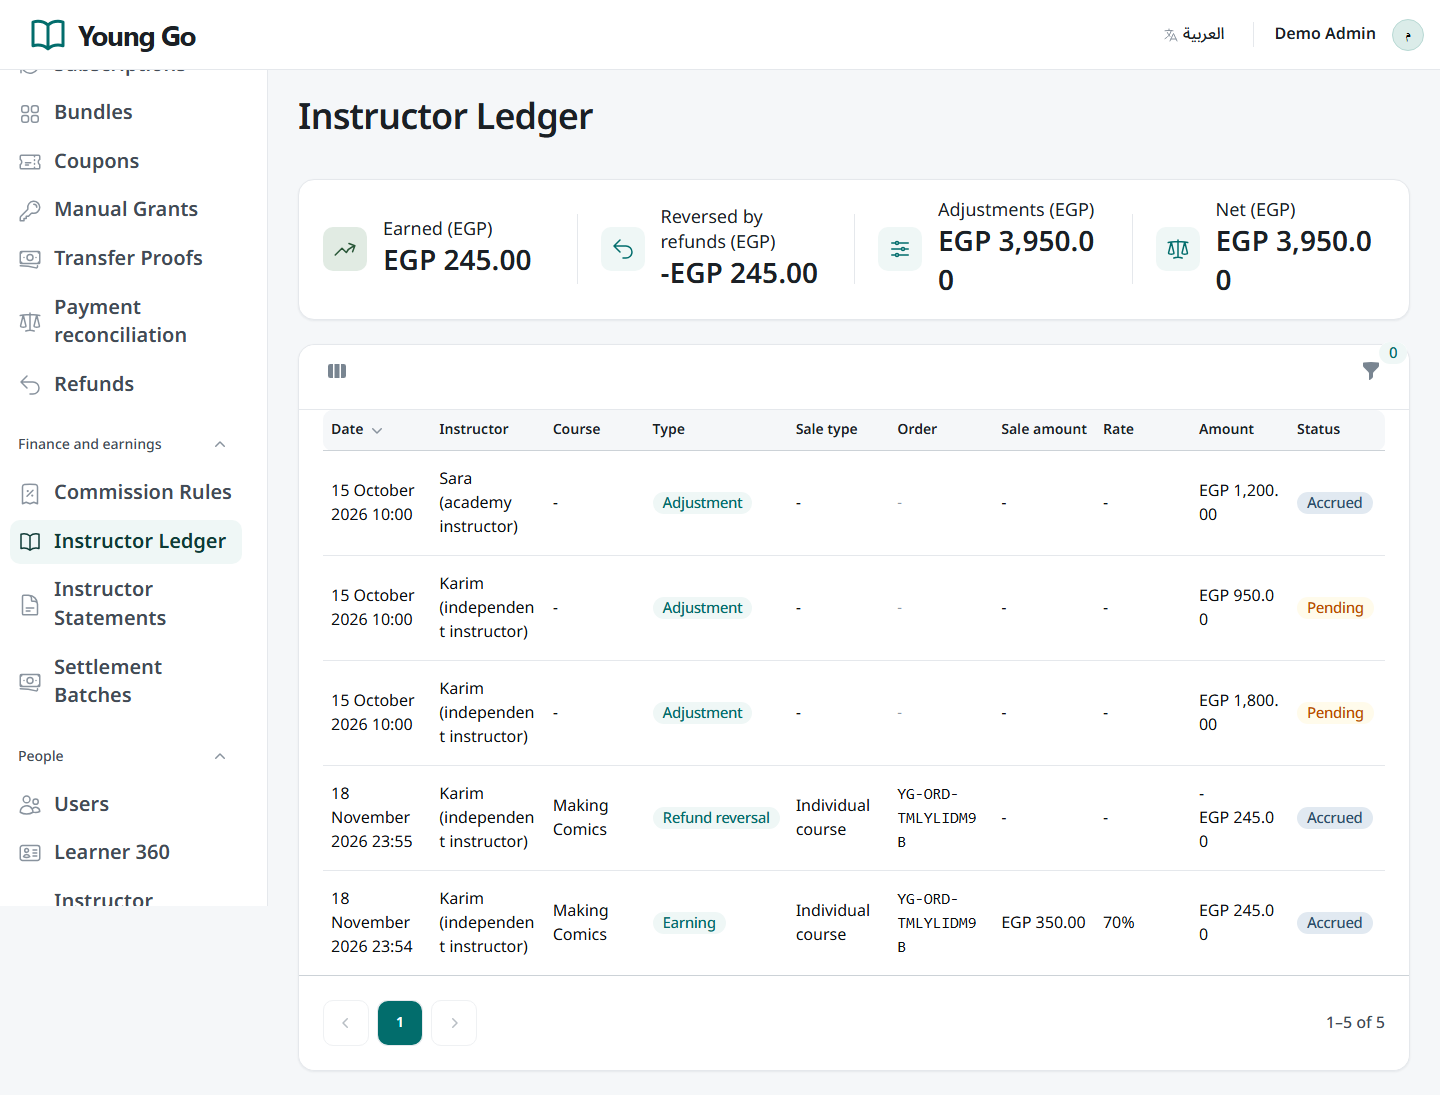 Young Go
العربية
Demo Admin
م
Subscriptions
Bundles
Coupons
Manual Grants
Transfer Proofs
Payment
reconciliation
Refunds
Finance and earnings
Commission Rules
Instructor Ledger
Instructor
Statements
Settlement
Batches
People
Users
Learner 360
Instructor
Instructor Ledger
Earned (EGP)
EGP 245.00
Reversed by
refunds (EGP)
-EGP 245.00
Adjustments (EGP)
EGP 3,950.0
0
Net (EGP)
EGP 3,950.0
0
0
Date Instructor Course Type Sale type Order Sale amount Rate Amount Status
15 October
2026 10:00
Sara
(academy
instructor)
-
Adjustment
-
-
-
-
EGP 1,200.
00
Accrued
15 October
2026 10:00
Karim
(independen
t instructor)
-
Adjustment
-
-
-
-
EGP 950.0
0
Pending
15 October
2026 10:00
Karim
(independen
t instructor)
-
Adjustment
-
-
-
-
EGP 1,800.
00
Pending
18
November
2026 23:55
Karim
(independen
t instructor)
Making
Comics
Refund reversal
Individual
course
YG-ORD-
TMLYLIDM9
B
-
-
-
EGP 245.0
0
Accrued
18
November
2026 23:54
Karim
(independen
t instructor)
Making
Comics
Earning
Individual
course
YG-ORD-
TMLYLIDM9
B
EGP 350.00
70%
EGP 245.0
0
Accrued
1
1–5 of 5